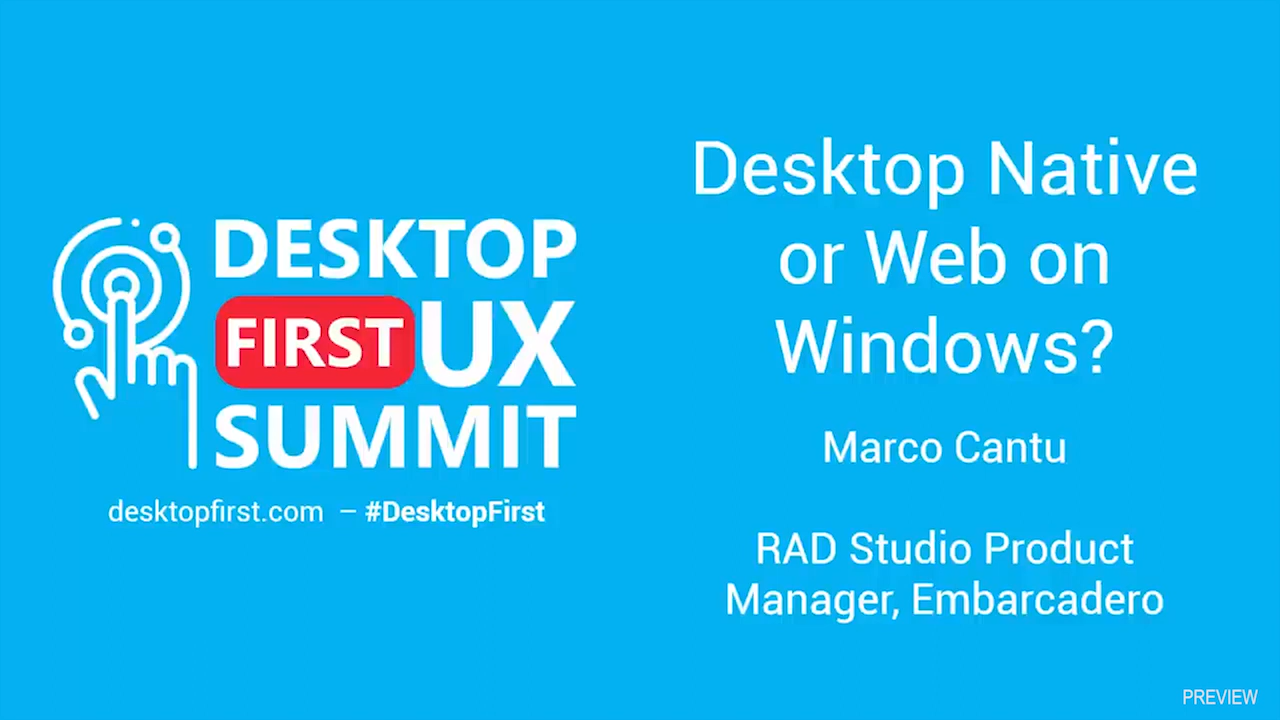 DESKTOP
FIRST UX
SUMMIT
desktopfirst.com – #DesktopFirst
Desktop Native
or Web on
Windows?
Marco Cantu
RAD Studio Product
Manager, Embarcadero
PREVIEW